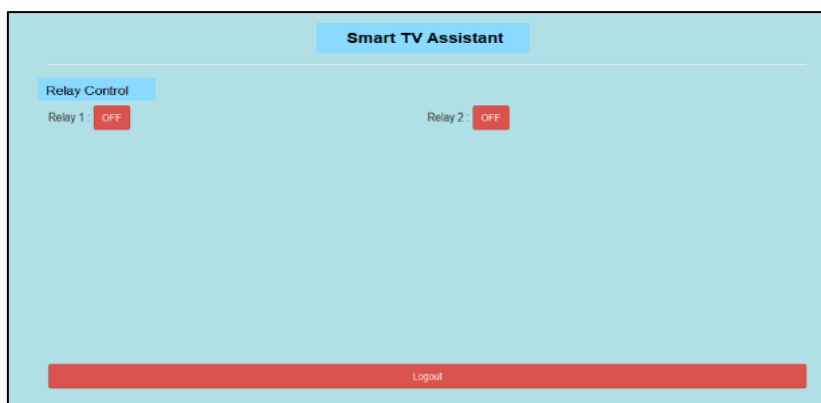 Smart TV Assistant
Relay Control
Relay 1 : OFF
Relay 2 : OFF
Logout